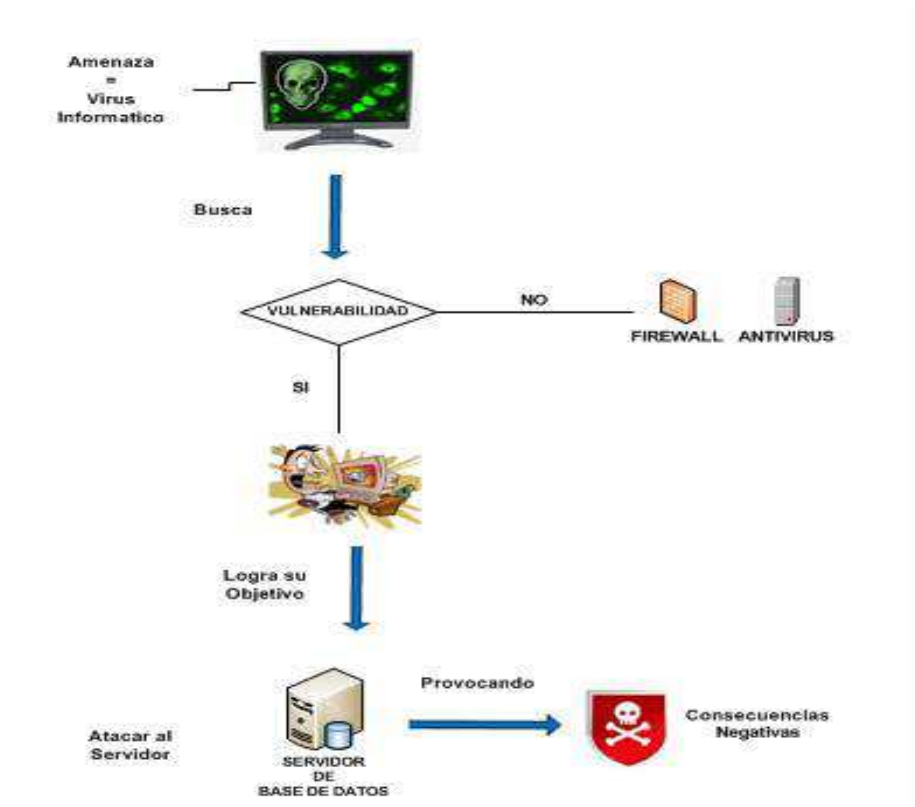 Amenaza
=
Virus
Informatico
Busca
VULNERABILIDAD
NO
FIREWALL
ANTIVIRUS
SI
Logra su
Objetivo
Provocando
Consecuencias
Negativas
Atacar al
Servidor
SERVIDOR
DE
BASE DE DATOS